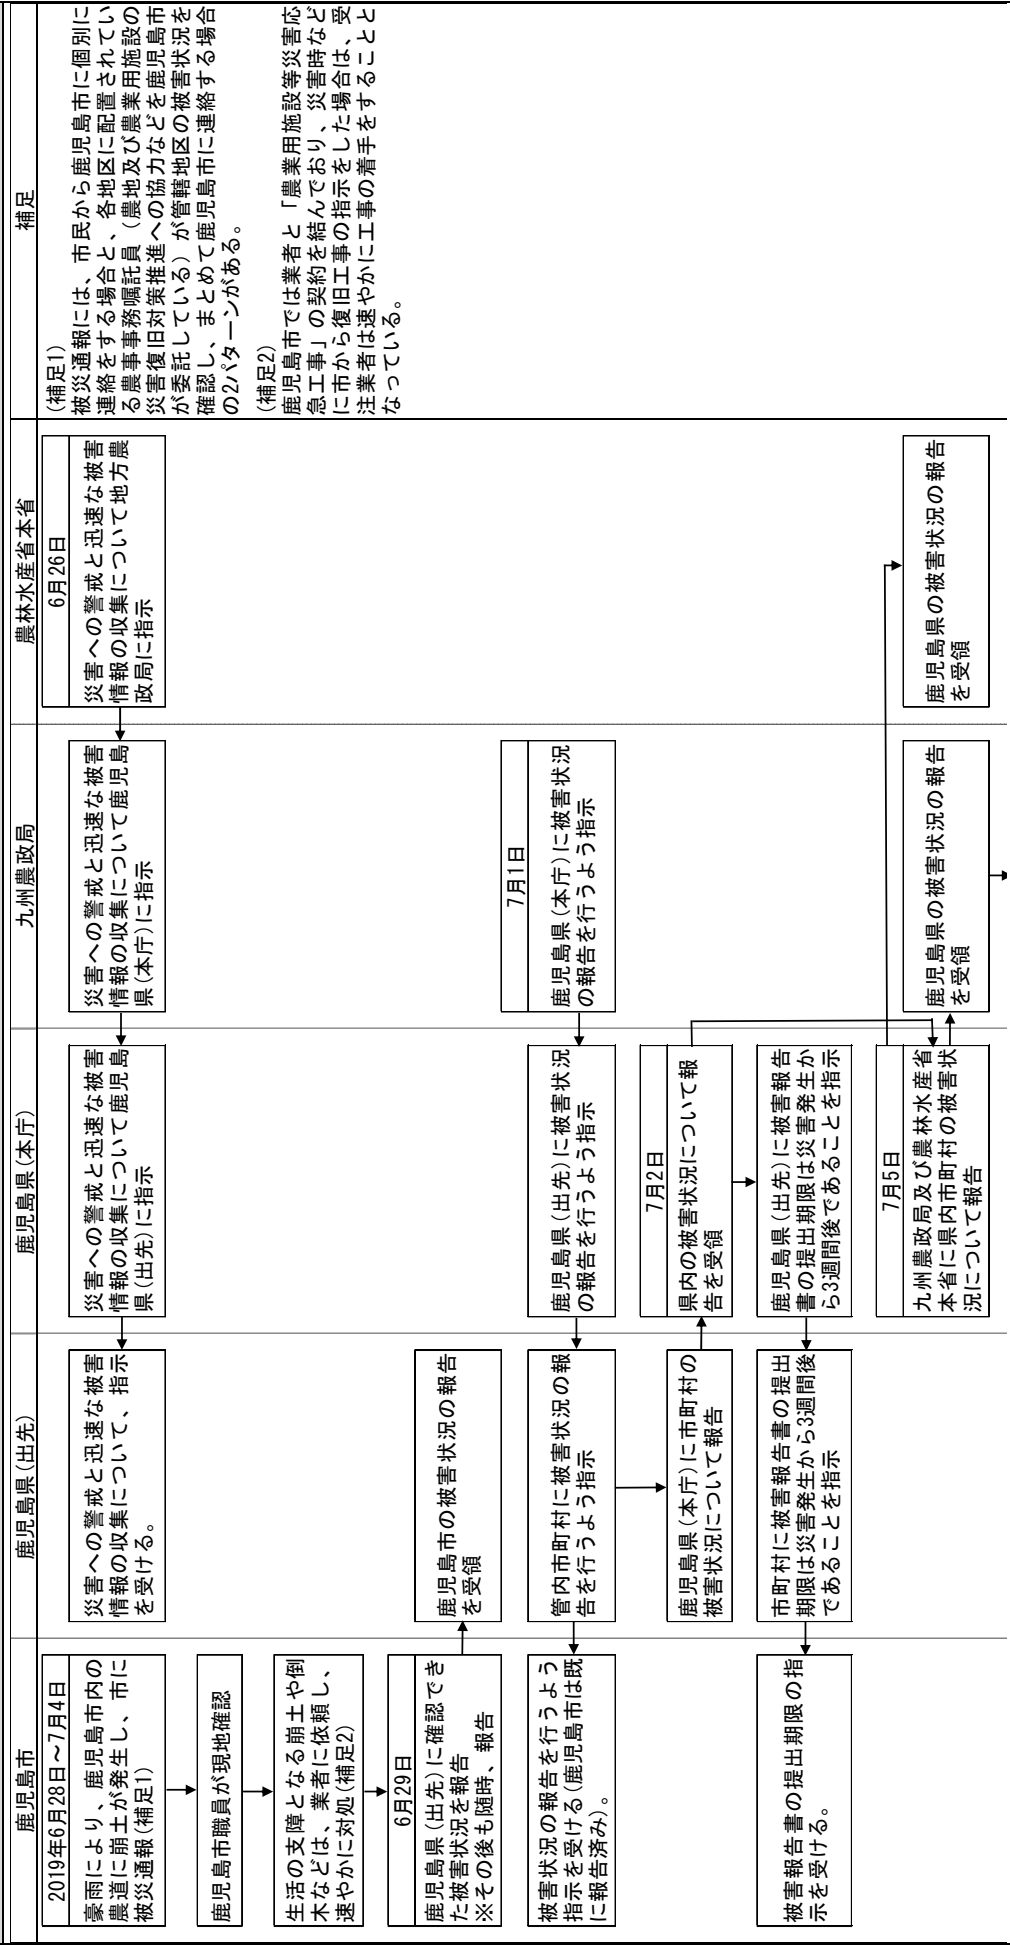 鹿児島市
鹿児島県(出先)
鹿児島県(本庁)
九州農政局
農林水産省本省
補足
2019年6月28日～7月4日
豪雨により、鹿児島市内の
農道に崩土が発生し、市に
被災通報(補足1)
鹿児島市職員が現地確認
生活の支障となる崩土や倒
木などは、業者に依頼し、
速やかに対処(補足2)
6月29日
鹿児島県(出先)に確認でき
た被害状況を報告
※その後も随時、報告
被害状況の報告を行うよう
指示を受ける(鹿児島市は既
に報告済み)。
被害報告書の提出期限の指
示を受ける。
災害への警戒と迅速な被害
情報の収集について、指示
を受ける。
鹿児島市の被害状況の報告
を受領
管内市町村に被害状況の報
告を行うよう指示
鹿児島県(本庁)に市町村の
被害状況について報告
市町村に被害報告書の提出
期限は災害発生から3週間後
であることを指示
災害への警戒と迅速な被害
情報の収集について鹿児島
県(出先)に指示
鹿児島県(出先)に被害状況
の報告を行うよう指示
7月2日
県内の被害状況について報
告を受領
鹿児島県(出先)に被害報告
書の提出期限は災害発生か
ら3週間後であることを指示
7月5日
九州農政局及び農林水産省
本省に県内市町村の被害状
況について報告
災害への警戒と迅速な被害
情報の収集について鹿児島
県(本庁)に指示
7月1日
鹿児島県(本庁)に被害状況
の報告を行うよう指示
鹿児島県の被害状況の報告
を受領
6月26日
災害への警戒と迅速な被害
情報の収集について地方農
政局に指示
鹿児島県の被害状況の報告
を受領
(補足1)
被災通報には、市民から鹿児島市に個別に
連絡をする場合と、各地区に配置されてい
る農事事務嘱託員（農地及び農業用施設の
災害復旧対策推進への協力などを鹿児島市
が委託している）が管轄地区の被害状況を
確認し、まとめて鹿児島市に連絡する場合
の2パターンがある。
(補足2)
鹿児島市では業者と「農業用施設等災害応
急工事」の契約を結んでおり、災害時など
に市から復旧工事の指示をした場合は、受
注業者は速やかに工事の着手をすることと
なっている。